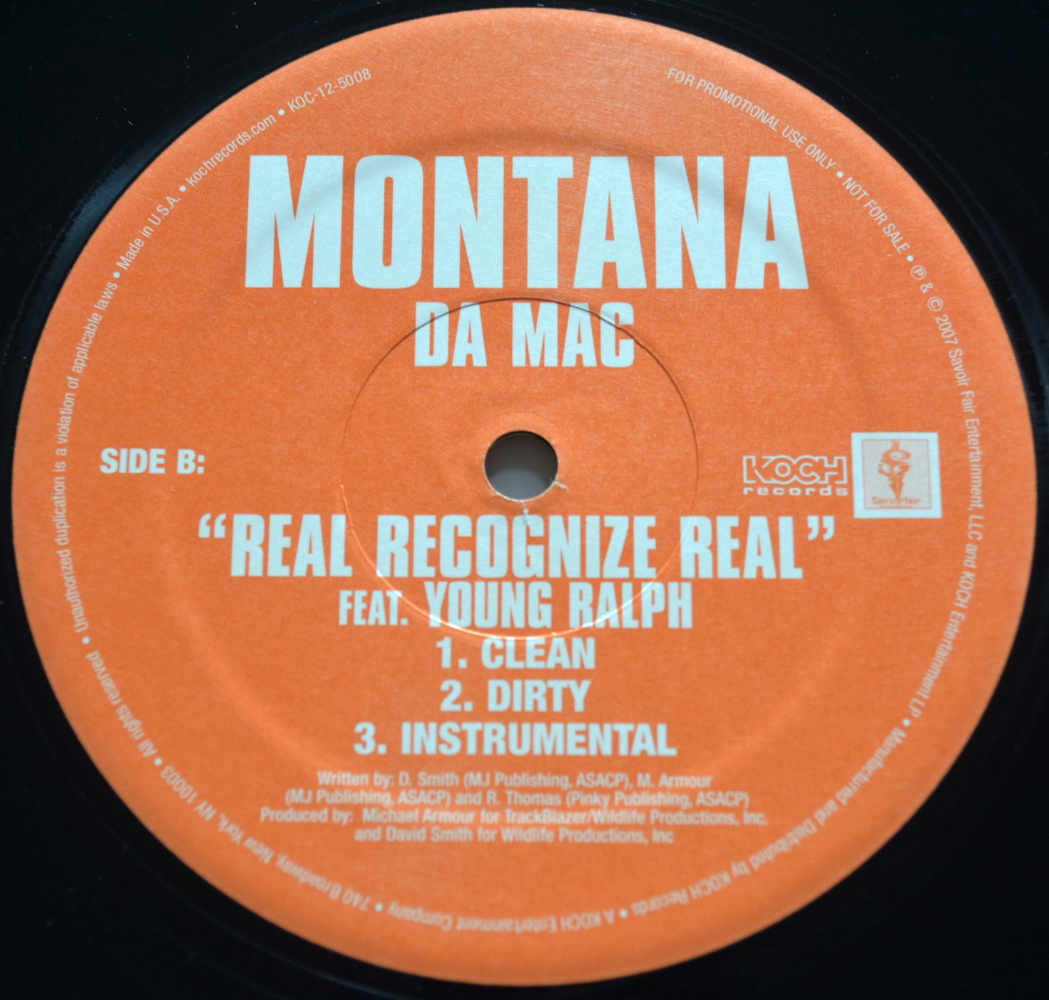 MONTANA
DA MAC
SIDE B:
KOCH
records
“REAL RECOGNIZE REAL”
FEAT. YOUNG RALPH
1. CLEAN
2. DIRTY
3. INSTRUMENTAL
Written by: D. Smith (MJ Publishing, ASACP), M. Armour
(MJ Publishing, ASACP) and R. Thomas (Pinky Publishing, ASACP)
Produced by: Michael Armour for TrackBlazer/Wildlife Productions, Inc.
and David Smith for Wildlife Productions, Inc
FOR PROMOTIONAL USE ONLY • NOT FOR SALE • ℗ & © 2007 Savoir Fair Entertainment, LLC and KOCH Entertainment LP • Manufactured and Distributed by KOCH Records • A KOCH Entertainment Company • 740 Broadway, New York, NY 10003 • All rights reserved • Unauthorized duplication is a violation of applicable laws • Made in U.S.A. • kochrecords.com • KOC-12-5008